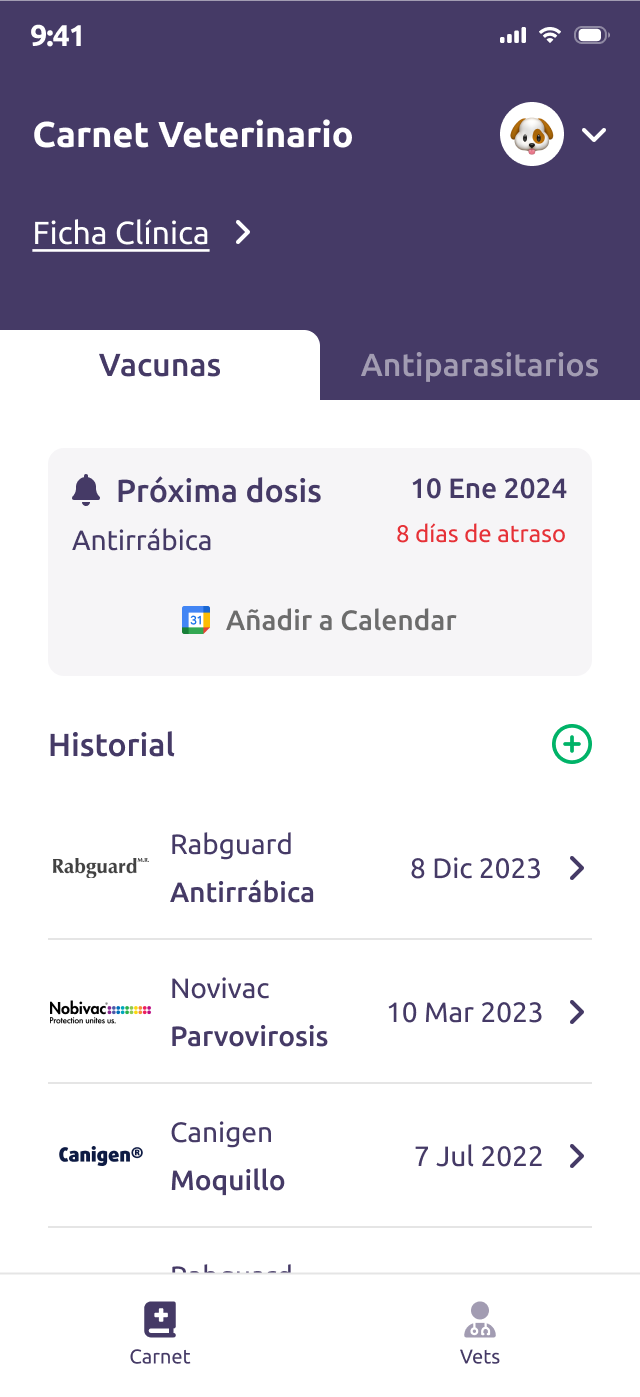 9:41
Carnet Veterinario
Ficha Clínica
Vacunas
Antiparasitarios
Próxima dosis
10 Ene 2024
Antirrábica
8 días de atraso
31
Añadir a Calendar
Historial
Rabguard M.R.
Rabguard
Antirrábica
8 Dic 2023
Nobivac
Protection unites us.
Novivac
Parvovirosis
10 Mar 2023
Canigen®
Canigen
Moquillo
7 Jul 2022
Rabguard
Carnet
Vets